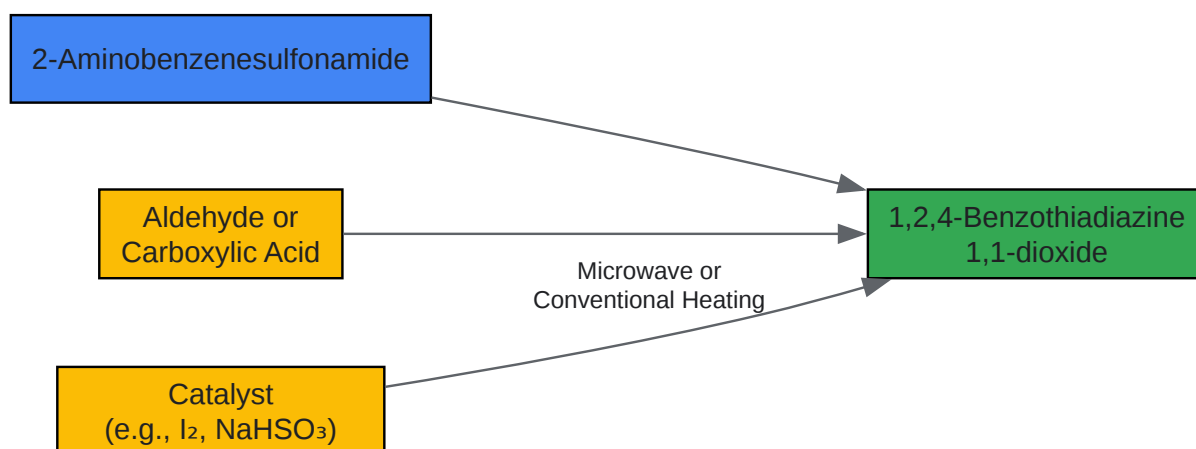 2-Aminobenzenesulfonamide
Aldehyde or
Carboxylic Acid
1,2,4-Benzothiadiazine
1,1-dioxide
Microwave or
Conventional Heating
Catalyst
(e.g., I₂, NaHSO₃)